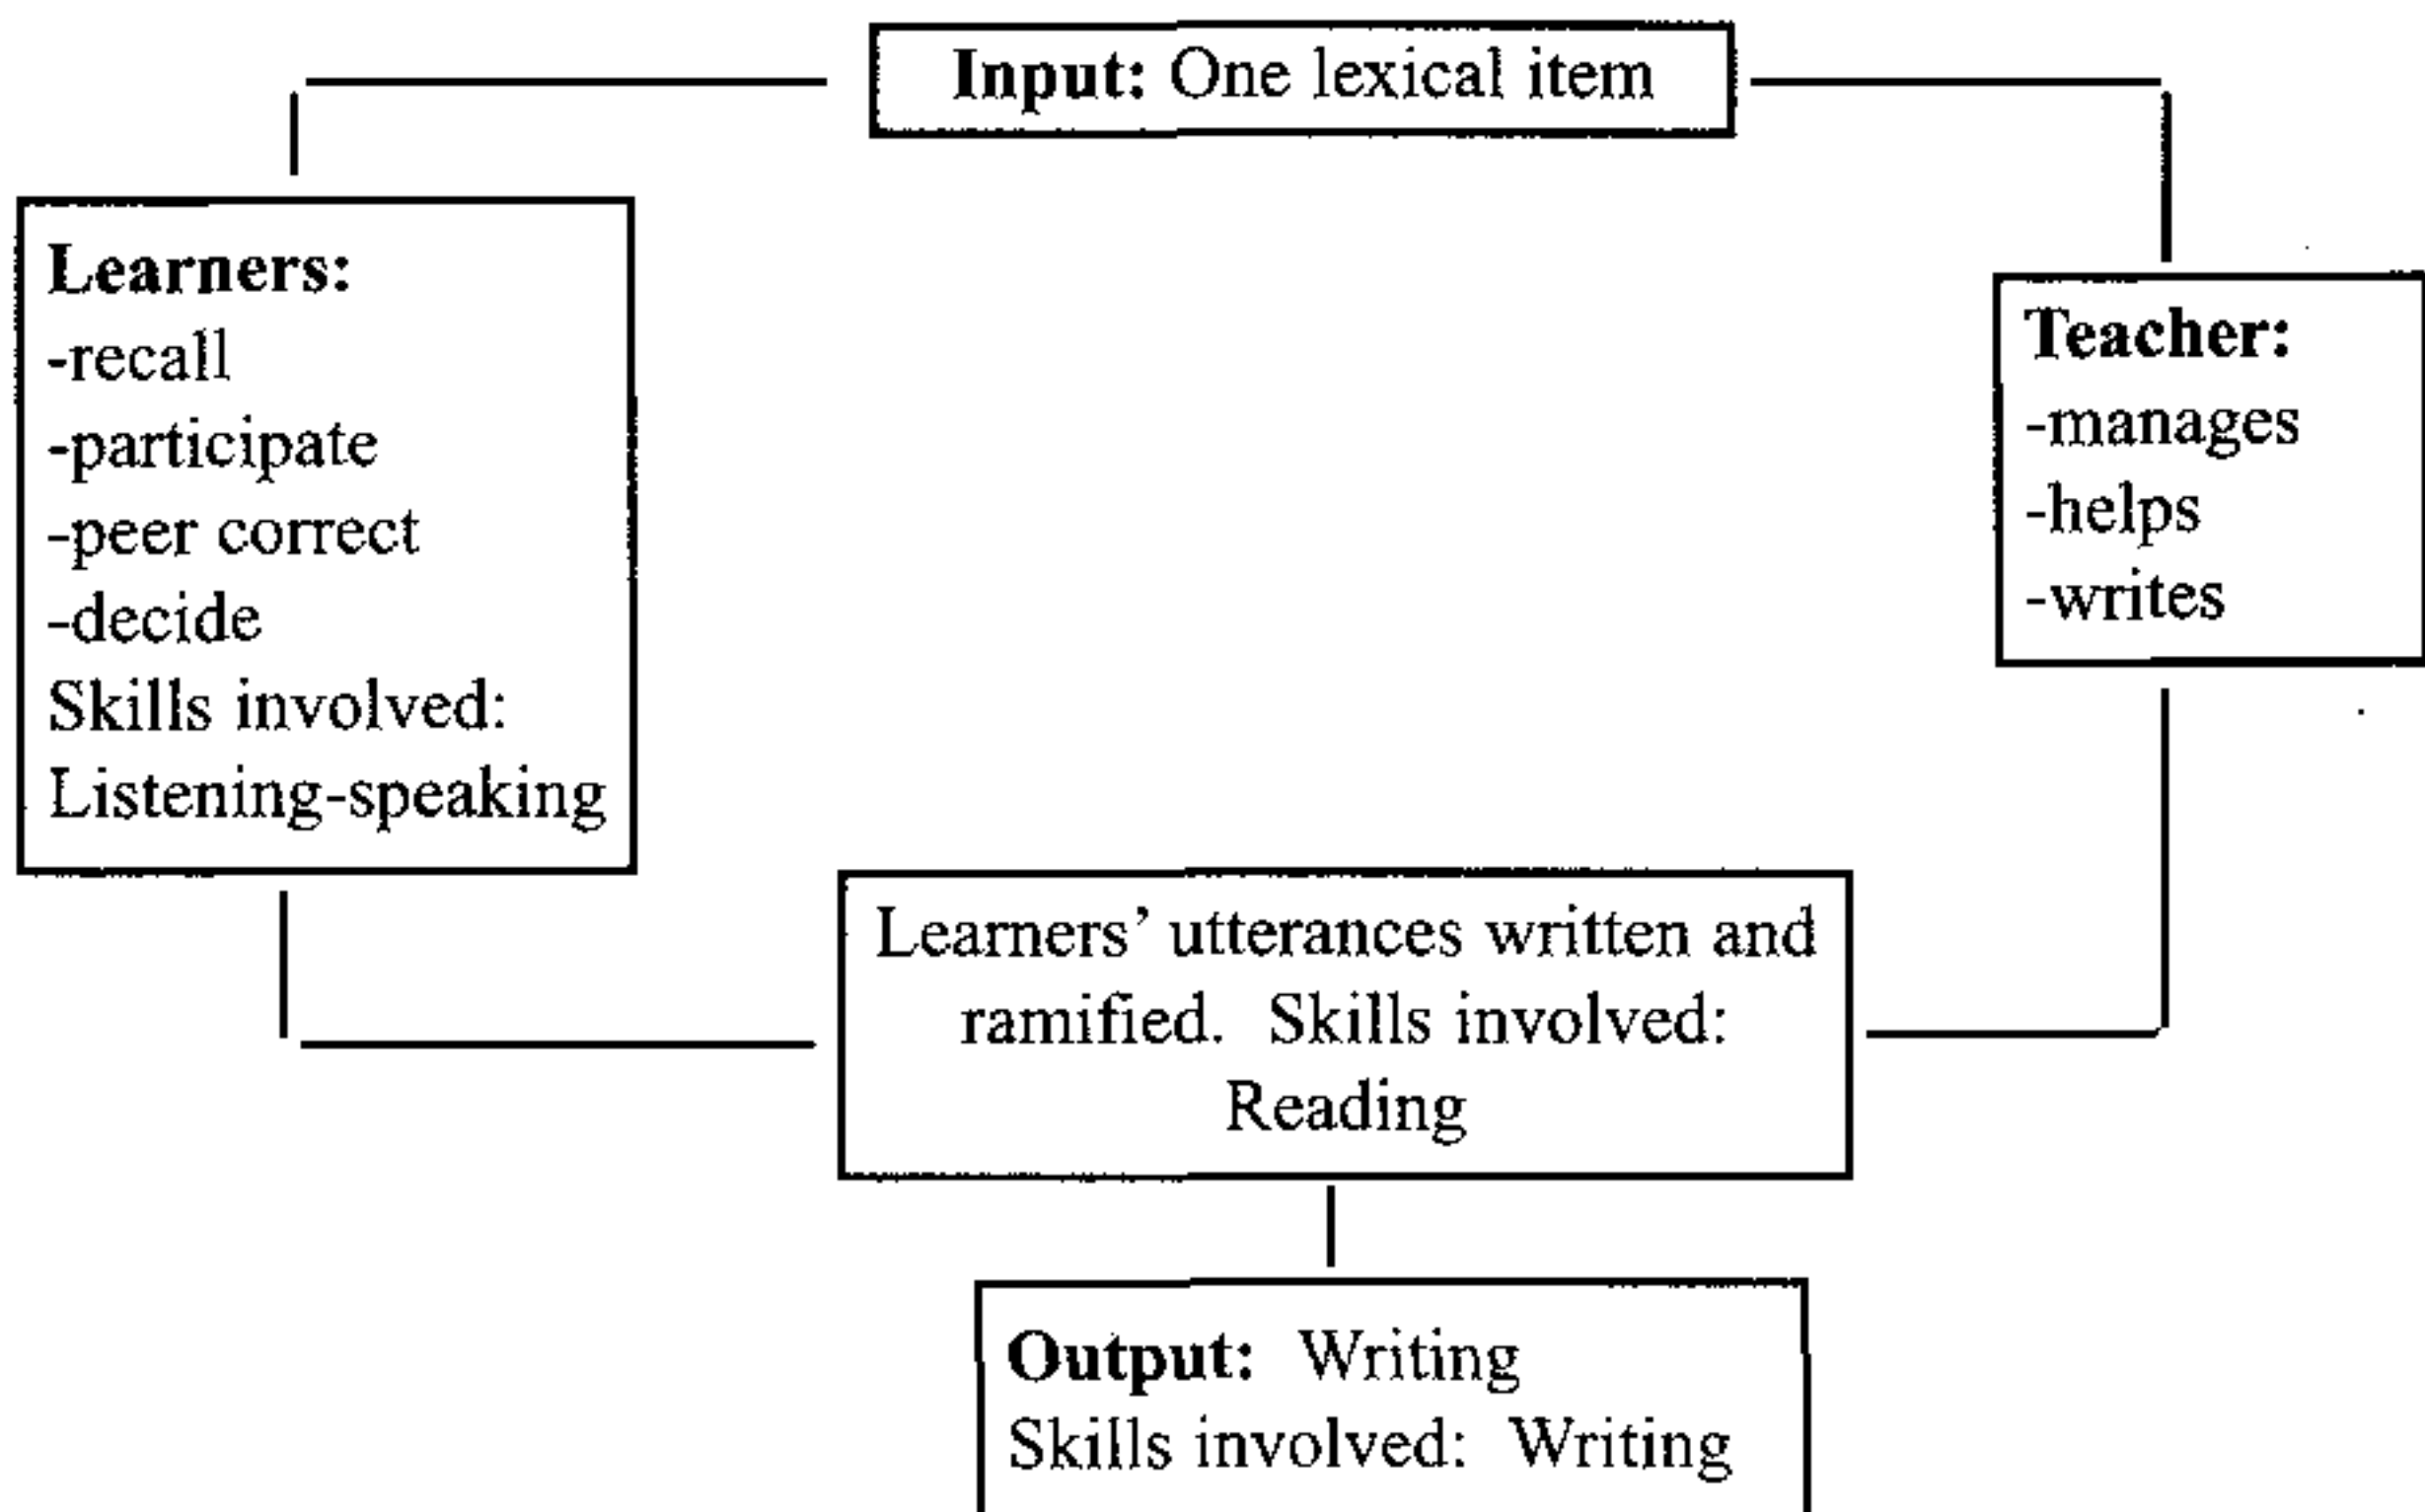 Input: One lexical item
Learners:
-recall
-participate
-peer correct
-decide
Skills involved:
Listening-speaking
Teacher:
-manages
-helps
-writes
Learners’ utterances written and
ramified.  Skills involved:
Reading
Output:  Writing
Skills involved:  Writing